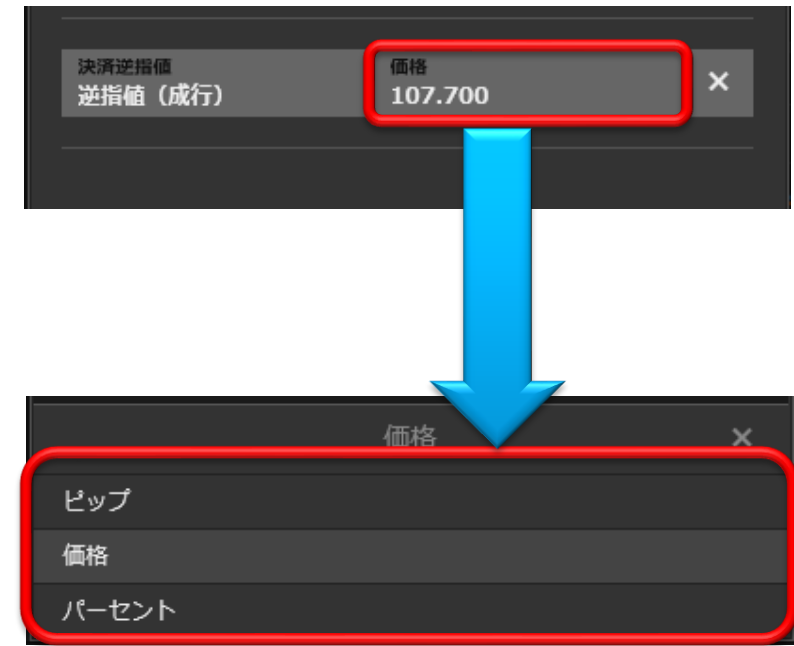 決済逆指値
逆指値（成行）
価格
107.700
×
価格
×
ピップ
価格
パーセント